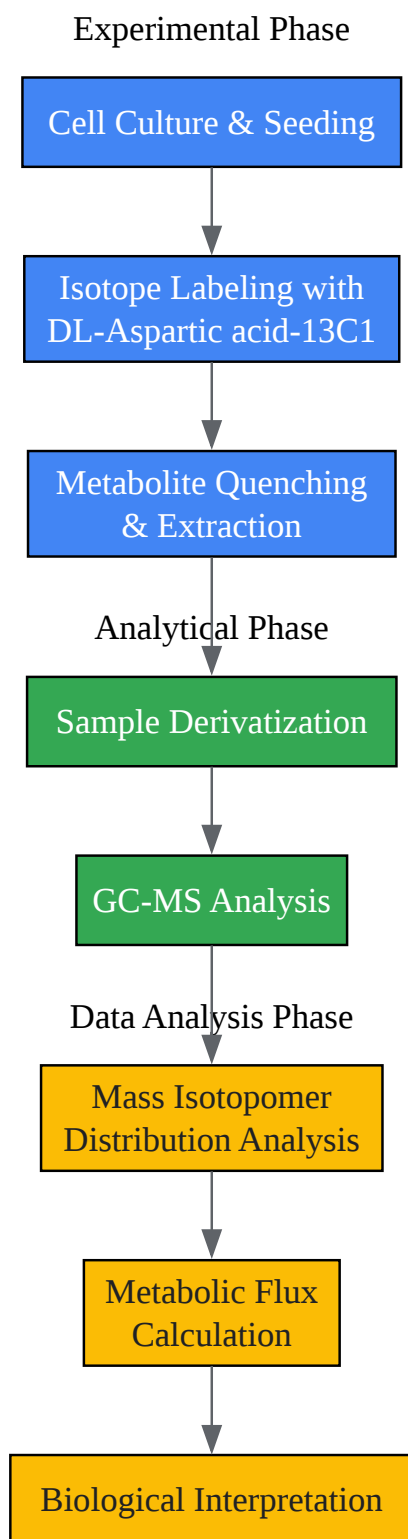 Experimental Phase
Cell Culture & Seeding
Isotope Labeling with
DL-Aspartic acid-13C1
Metabolite Quenching
& Extraction
Analytical Phase
Sample Derivatization
GC-MS Analysis
Data Analysis Phase
Mass Isotopomer
Distribution Analysis
Metabolic Flux
Calculation
Biological Interpretation